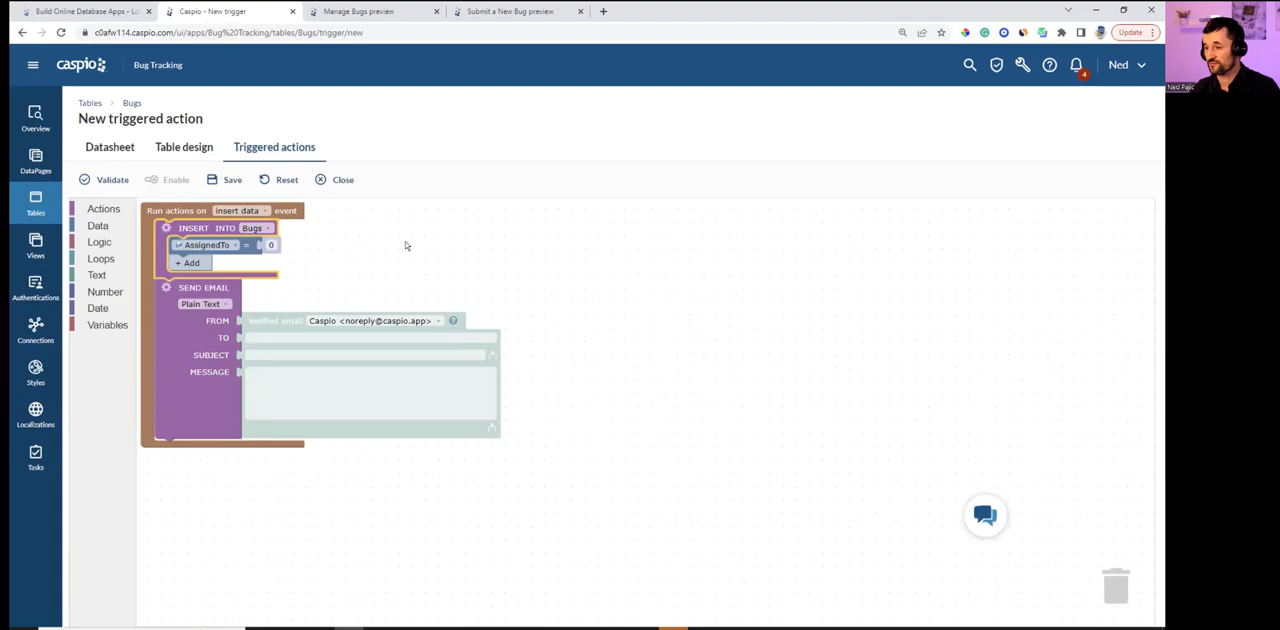 Build Online Database Apps - Lo
Caspio - New trigger
Manage Bugs preview
Submit a New Bug preview
c0afw114.caspio.com/ui/apps/Bug%20Tracking/tables/Bugs/trigger/new
Update
caspio
Bug Tracking
4
Ned
Ned Pajic
Overview
DataPages
Tables
Views
Authentications
Connections
Styles
Localizations
Tasks
Tables > Bugs
New triggered action
Datasheet
Table design
Triggered actions
Validate
Enable
Save
Reset
Close
Actions
Data
Logic
Loops
Text
Number
Date
Variables
Run actions on insert data event
INSERT INTO Bugs
AssignedTo = 0
+ Add
SEND EMAIL
Plain Text
FROM Verified email Caspio <noreply@caspio.app> ?
TO
SUBJECT
MESSAGE